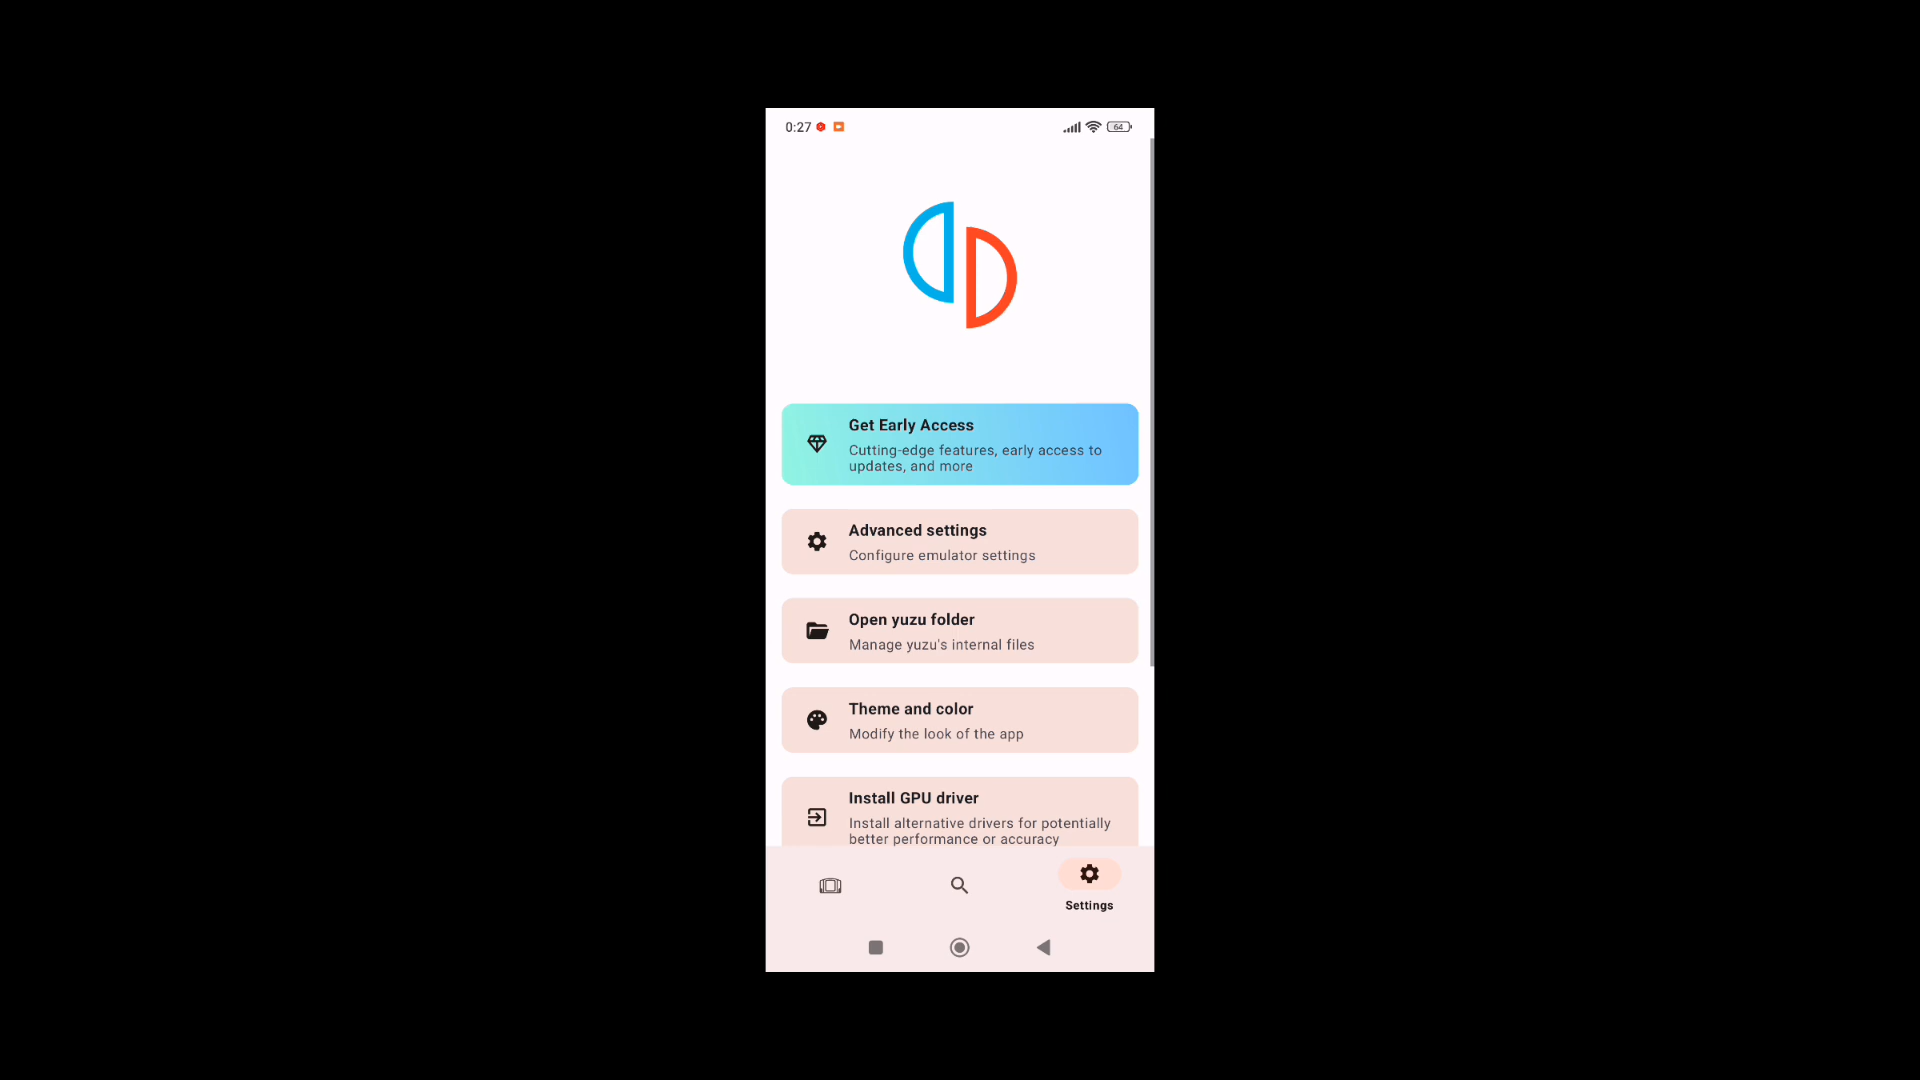 0:27
64
Get Early Access
Cutting-edge features, early access to
updates, and more
Advanced settings
Configure emulator settings
Open yuzu folder
Manage yuzu's internal files
Theme and color
Modify the look of the app
Install GPU driver
Install alternative drivers for potentially
better performance or accuracy
Settings